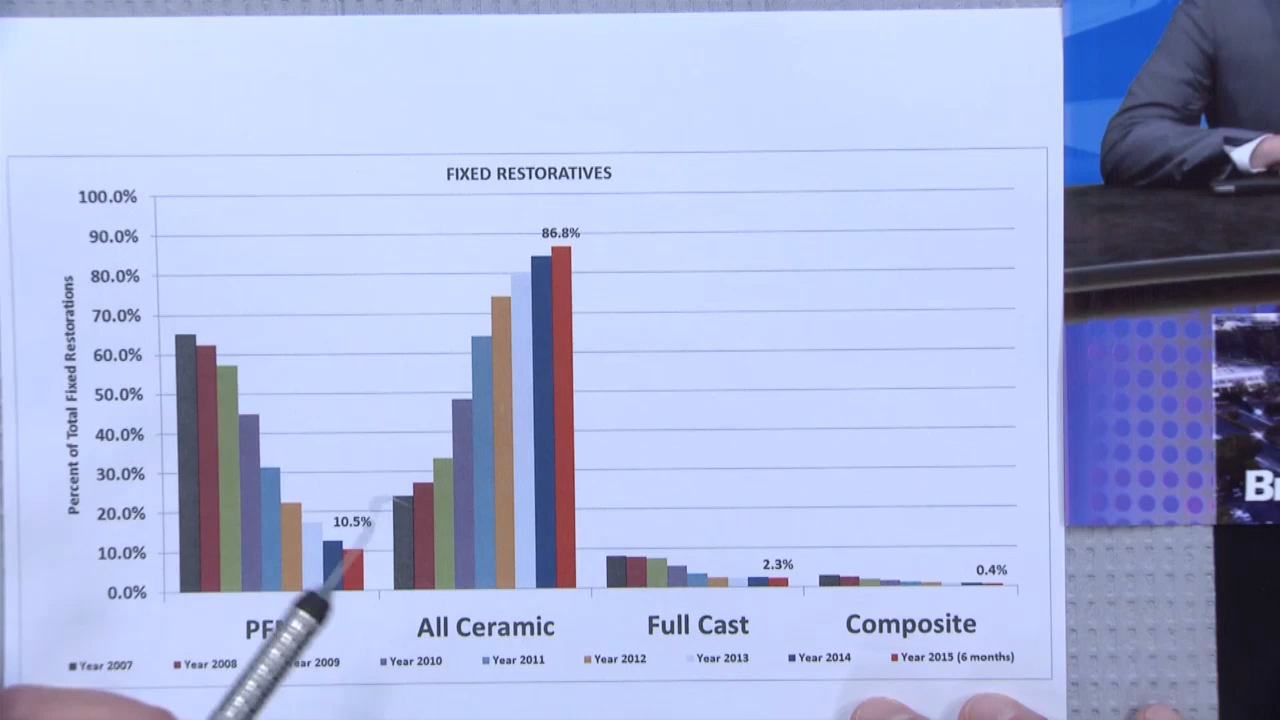 FIXED RESTORATIVES
Percent of Total Fixed Restorations
100.0%
90.0%
80.0%
70.0%
60.0%
50.0%
40.0%
30.0%
20.0%
10.0%
0.0%
10.5%
86.8%
2.3%
0.4%
All Ceramic
Full Cast
Composite
Year 2007
Year 2008
2009
Year 2010
Year 2011
Year 2012
Year 2013
Year 2014
Year 2015 (6 months)